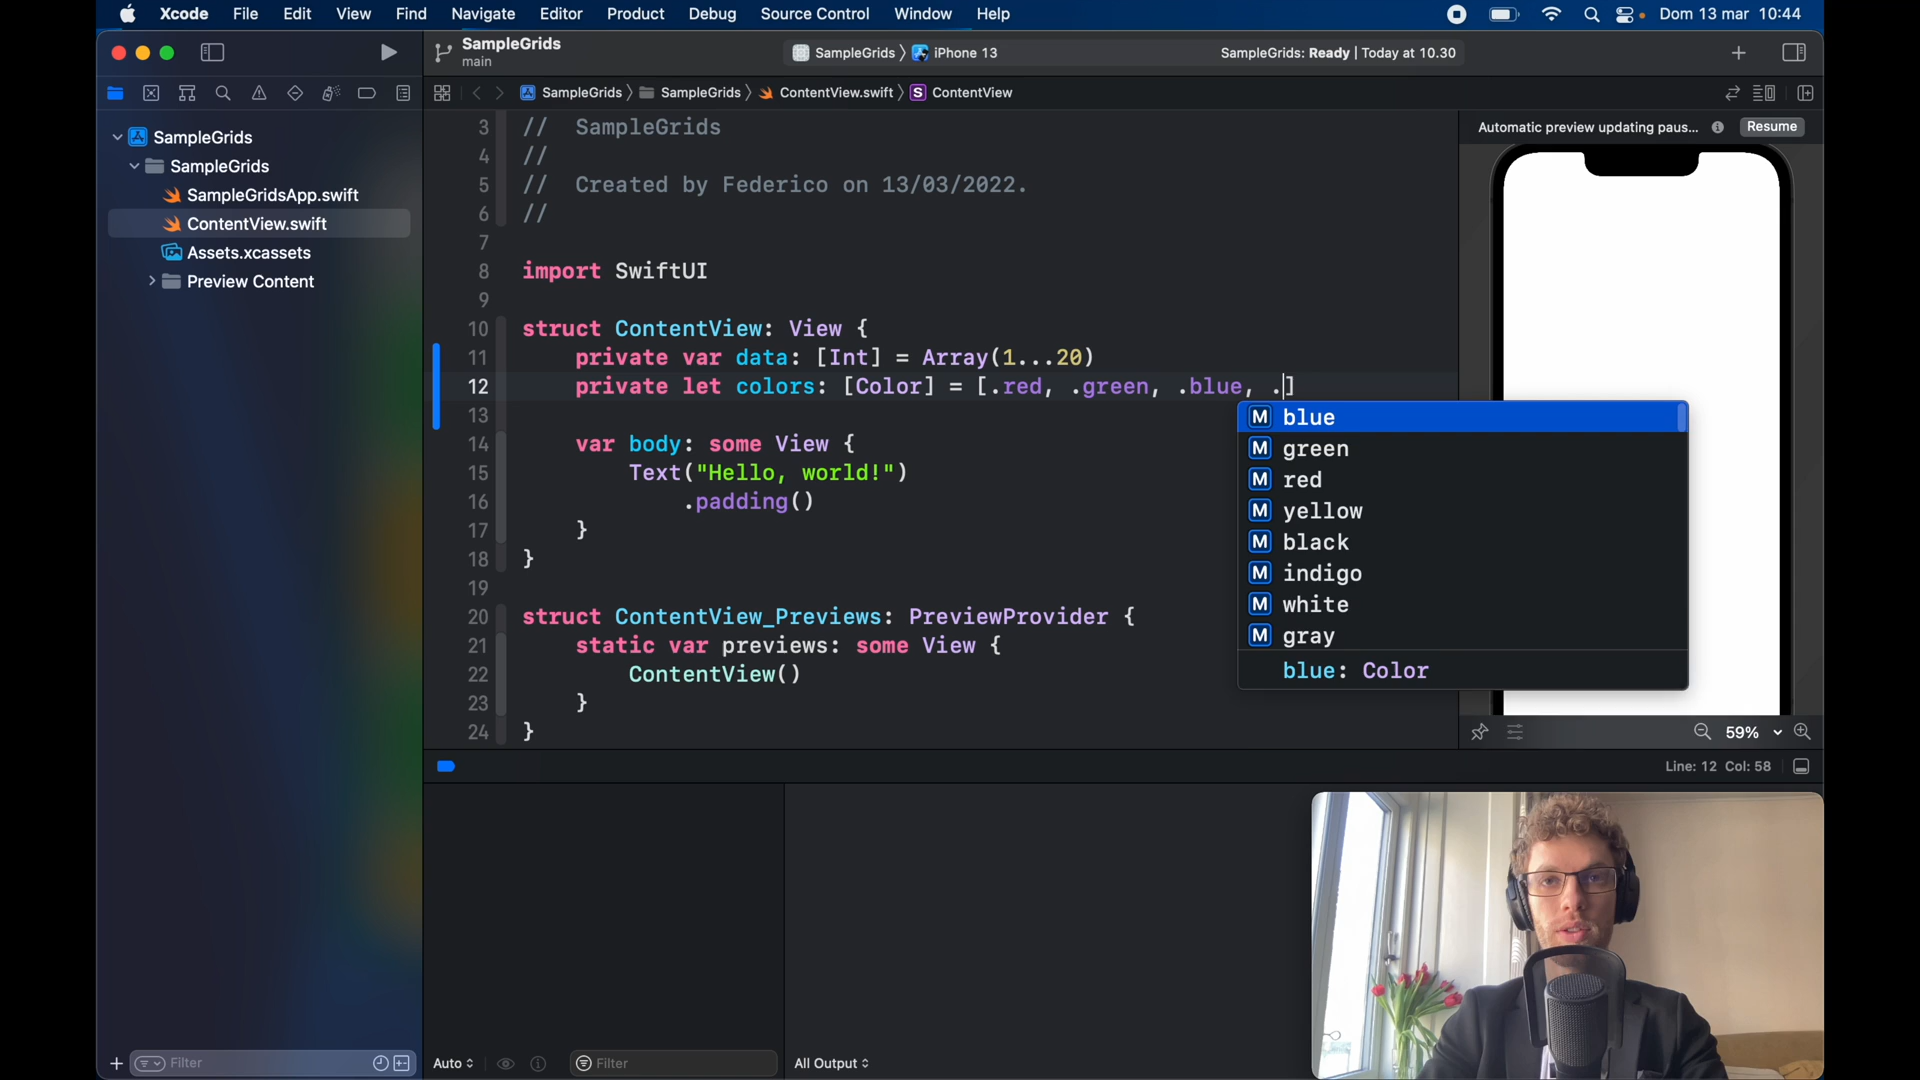 Xcode File Edit View Find Navigate Editor Product Debug Source Control Window Help Dom 13 mar 10:44
SampleGrids
main
SampleGrids 〉 iPhone 13
SampleGrids: Ready | Today at 10.30
SampleGrids 〉 SampleGrids 〉 ContentView.swift 〉 S ContentView
SampleGrids
SampleGrids
SampleGridsApp.swift
ContentView.swift
Assets.xcassets
Preview Content
3 // SampleGrids
4 //
5 // Created by Federico on 13/03/2022.
6 //
7
8 import SwiftUI
9
10 struct ContentView: View {
11 private var data: [Int] = Array(1...20)
12 private let colors: [Color] = [.red, .green, .blue, .]
13
14 var body: some View {
15 Text("Hello, world!")
16 .padding()
17 }
18 }
19
20 struct ContentView_Previews: PreviewProvider {
21 static var previews: some View {
22 ContentView()
23 }
24 }
M blue
M green
M red
M yellow
M black
M indigo
M white
M gray
blue: Color
Automatic preview updating paus... Resume
59%
Line: 12 Col: 58
Filter
Auto
Filter
All Output